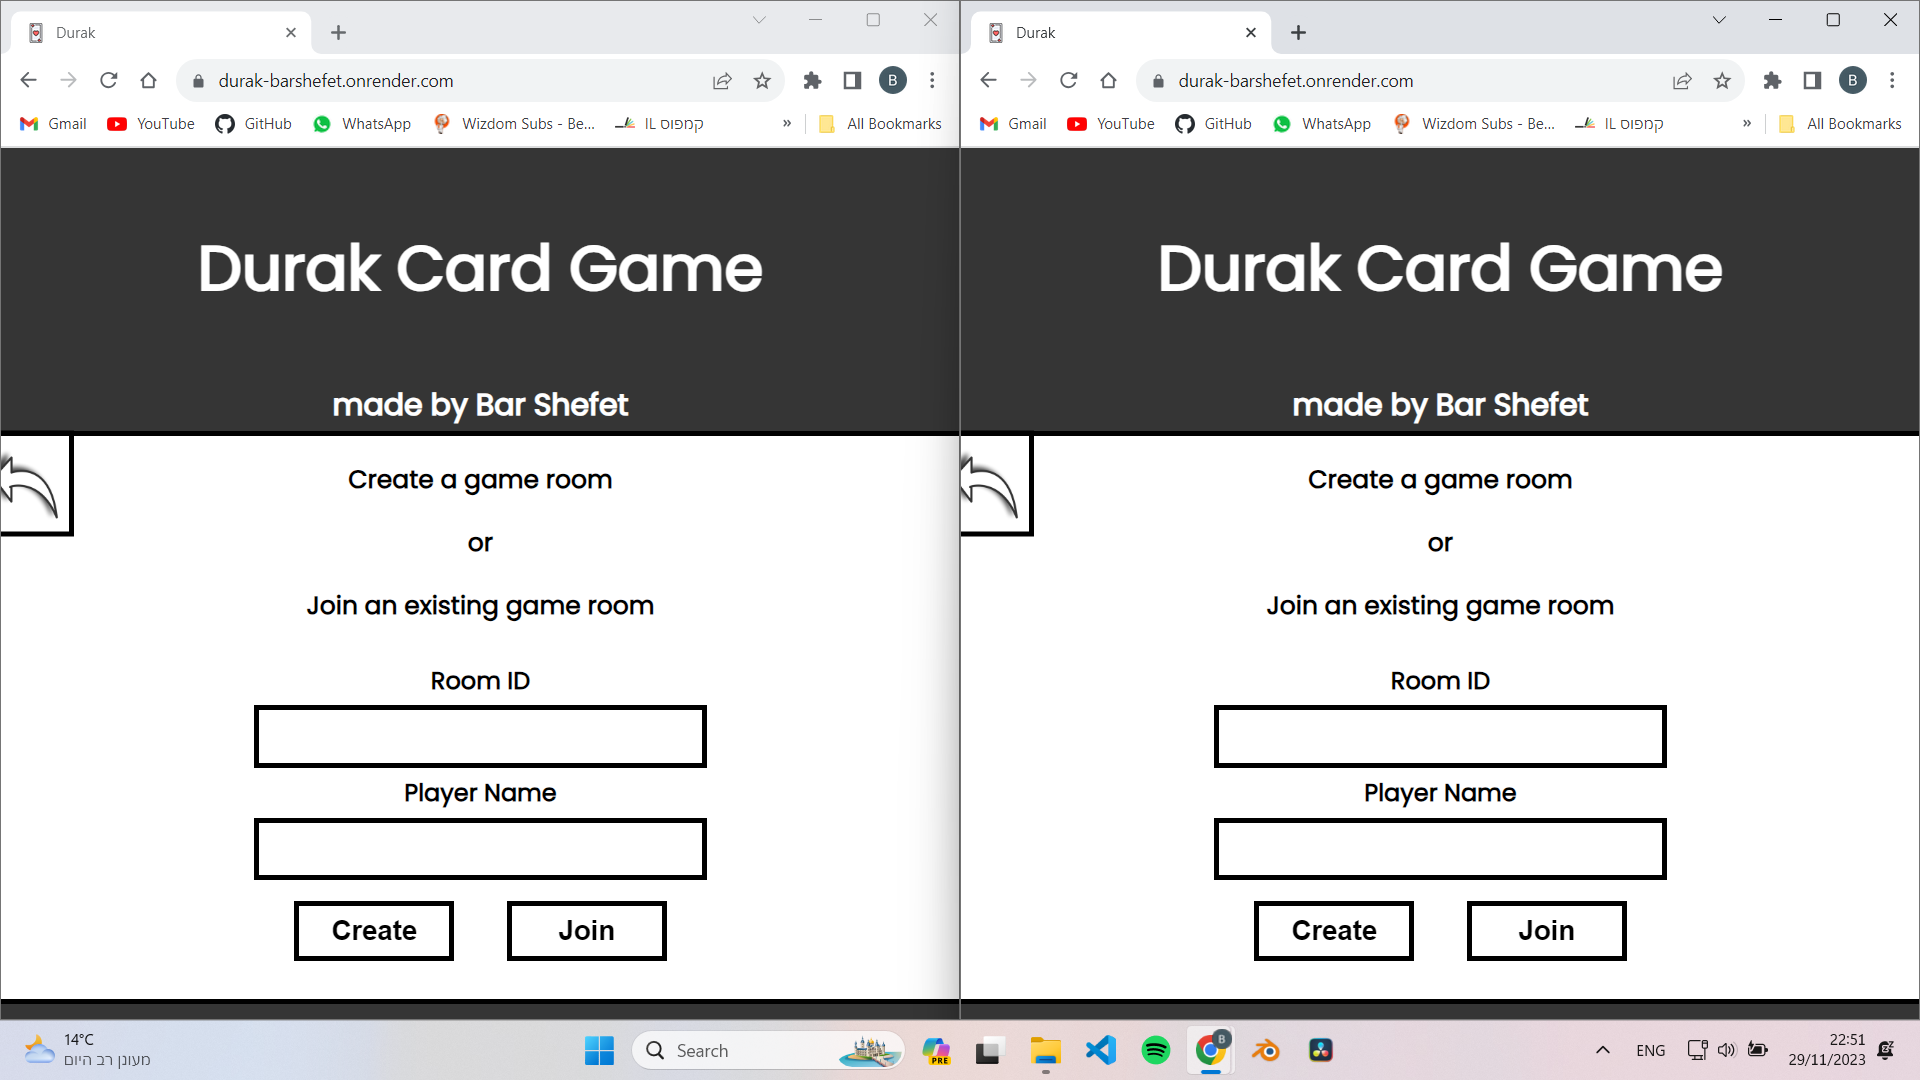 Durak
durak-barshefet.onrender.com
B
Gmail
YouTube
GitHub
WhatsApp
Wizdom Subs - Be...
קמפוס IL
»
All Bookmarks
Durak Card Game
made by Bar Shefet
Create a game room
or
Join an existing game room
Room ID
Player Name
Create
Join
Durak
durak-barshefet.onrender.com
B
Gmail
YouTube
GitHub
WhatsApp
Wizdom Subs - Be...
קמפוס IL
»
All Bookmarks
Durak Card Game
made by Bar Shefet
Create a game room
or
Join an existing game room
Room ID
Player Name
Create
Join
14°C
מעונן רב היום
Search
PRE
B
ENG
22:51
29/11/2023